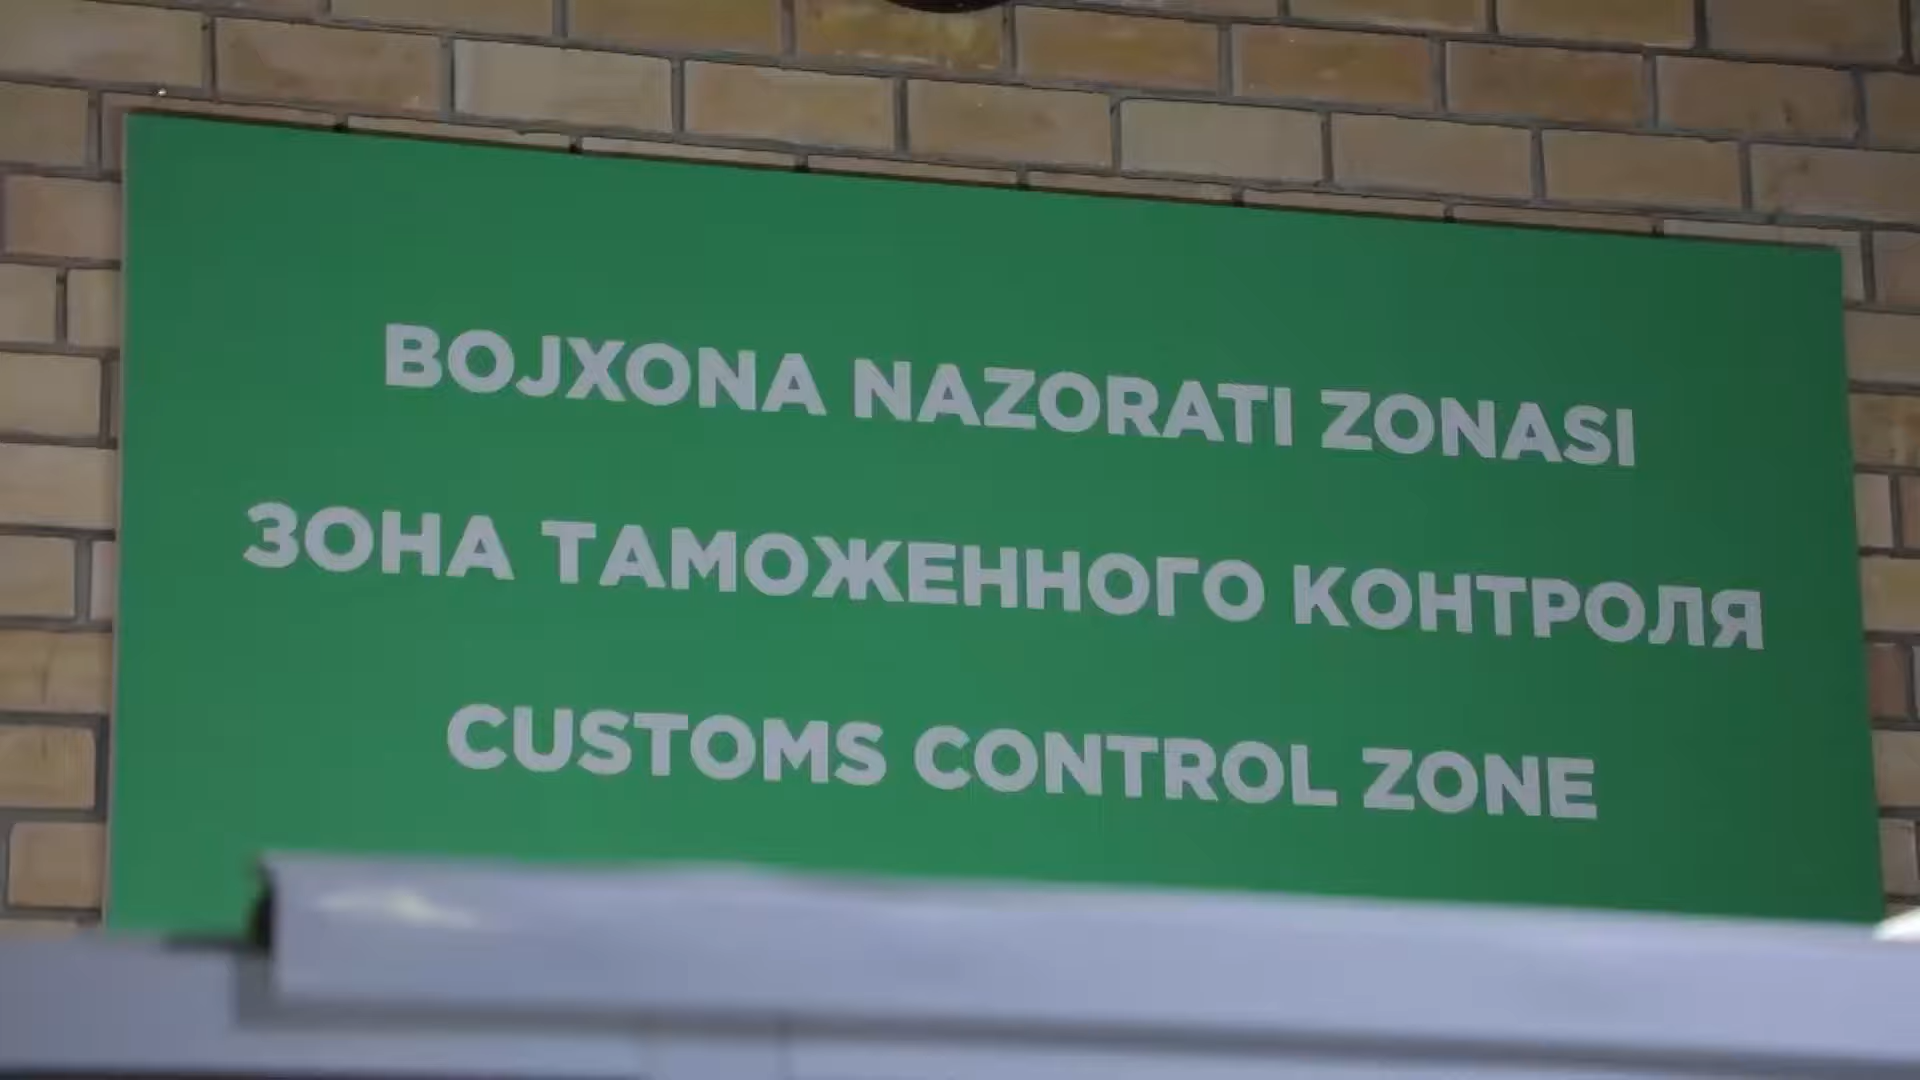 BOJXONA NAZORATI ZONASI
ЗОНА ТАМОЖЕННОГО КОНТРОЛЯ
CUSTOMS CONTROL ZONE